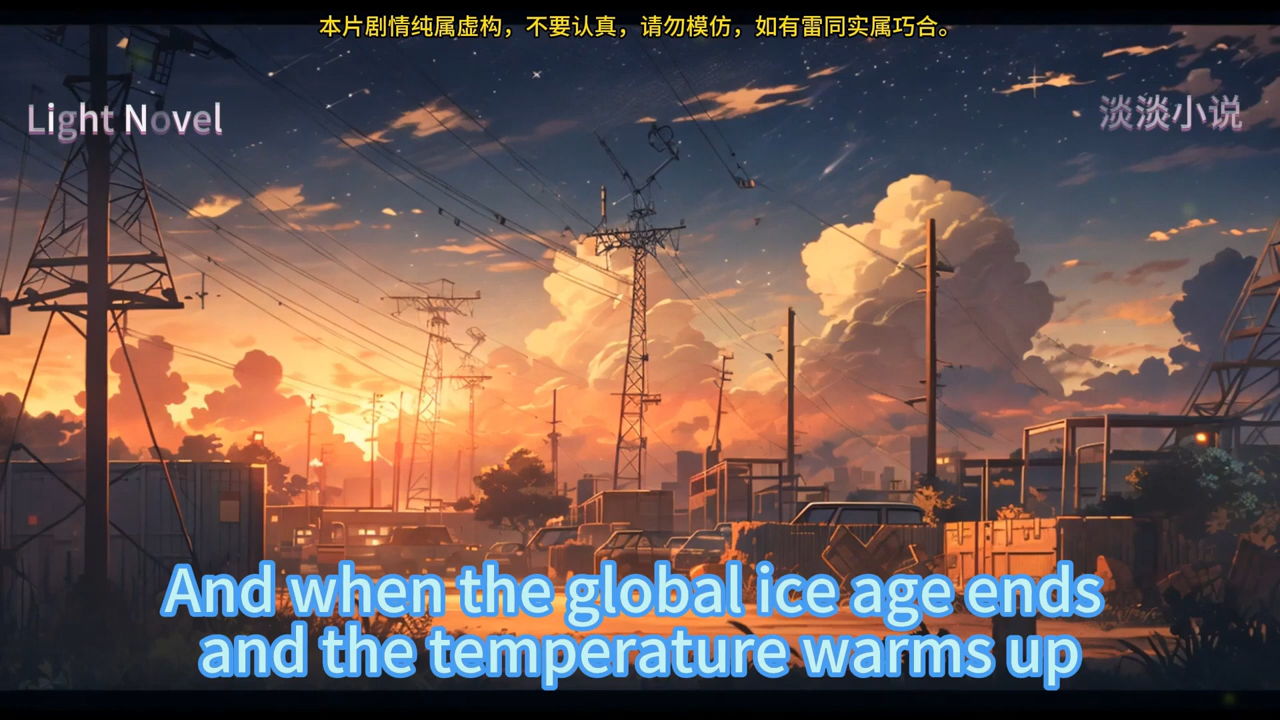 本片剧情纯属虚构，不要认真，请勿模仿，如有雷同实属巧合。
Light Novel
淡淡小说
And when the global ice age ends
and the temperature warms up